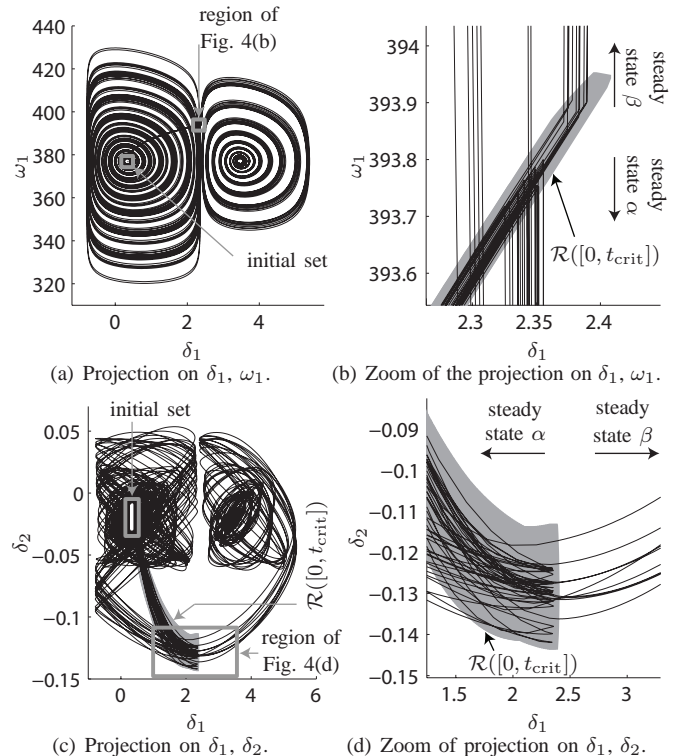 region of
Fig. 4(b)
440
420
400
380
360
340
320
ω1
initial set
0
2
4
δ1
(a) Projection on δ1, ω1.
394
393.9
393.8
393.7
393.6
ω1
steady
state β
steady
state α
R([0, tcrit])
2.3
2.35
2.4
δ1
(b) Zoom of the projection on δ1, ω1.
initial set
0.05
0
−0.05
−0.1
−0.15
δ2
R([0, tcrit])
region of
Fig. 4(d)
0
2
4
6
δ1
(c) Projection on δ1, δ2.
steady
state α
steady
state β
−0.09
−0.1
−0.11
−0.12
−0.13
−0.14
−0.15
δ2
R([0, tcrit])
1.5
2
2.5
3
δ1
(d) Zoom of projection on δ1, δ2.